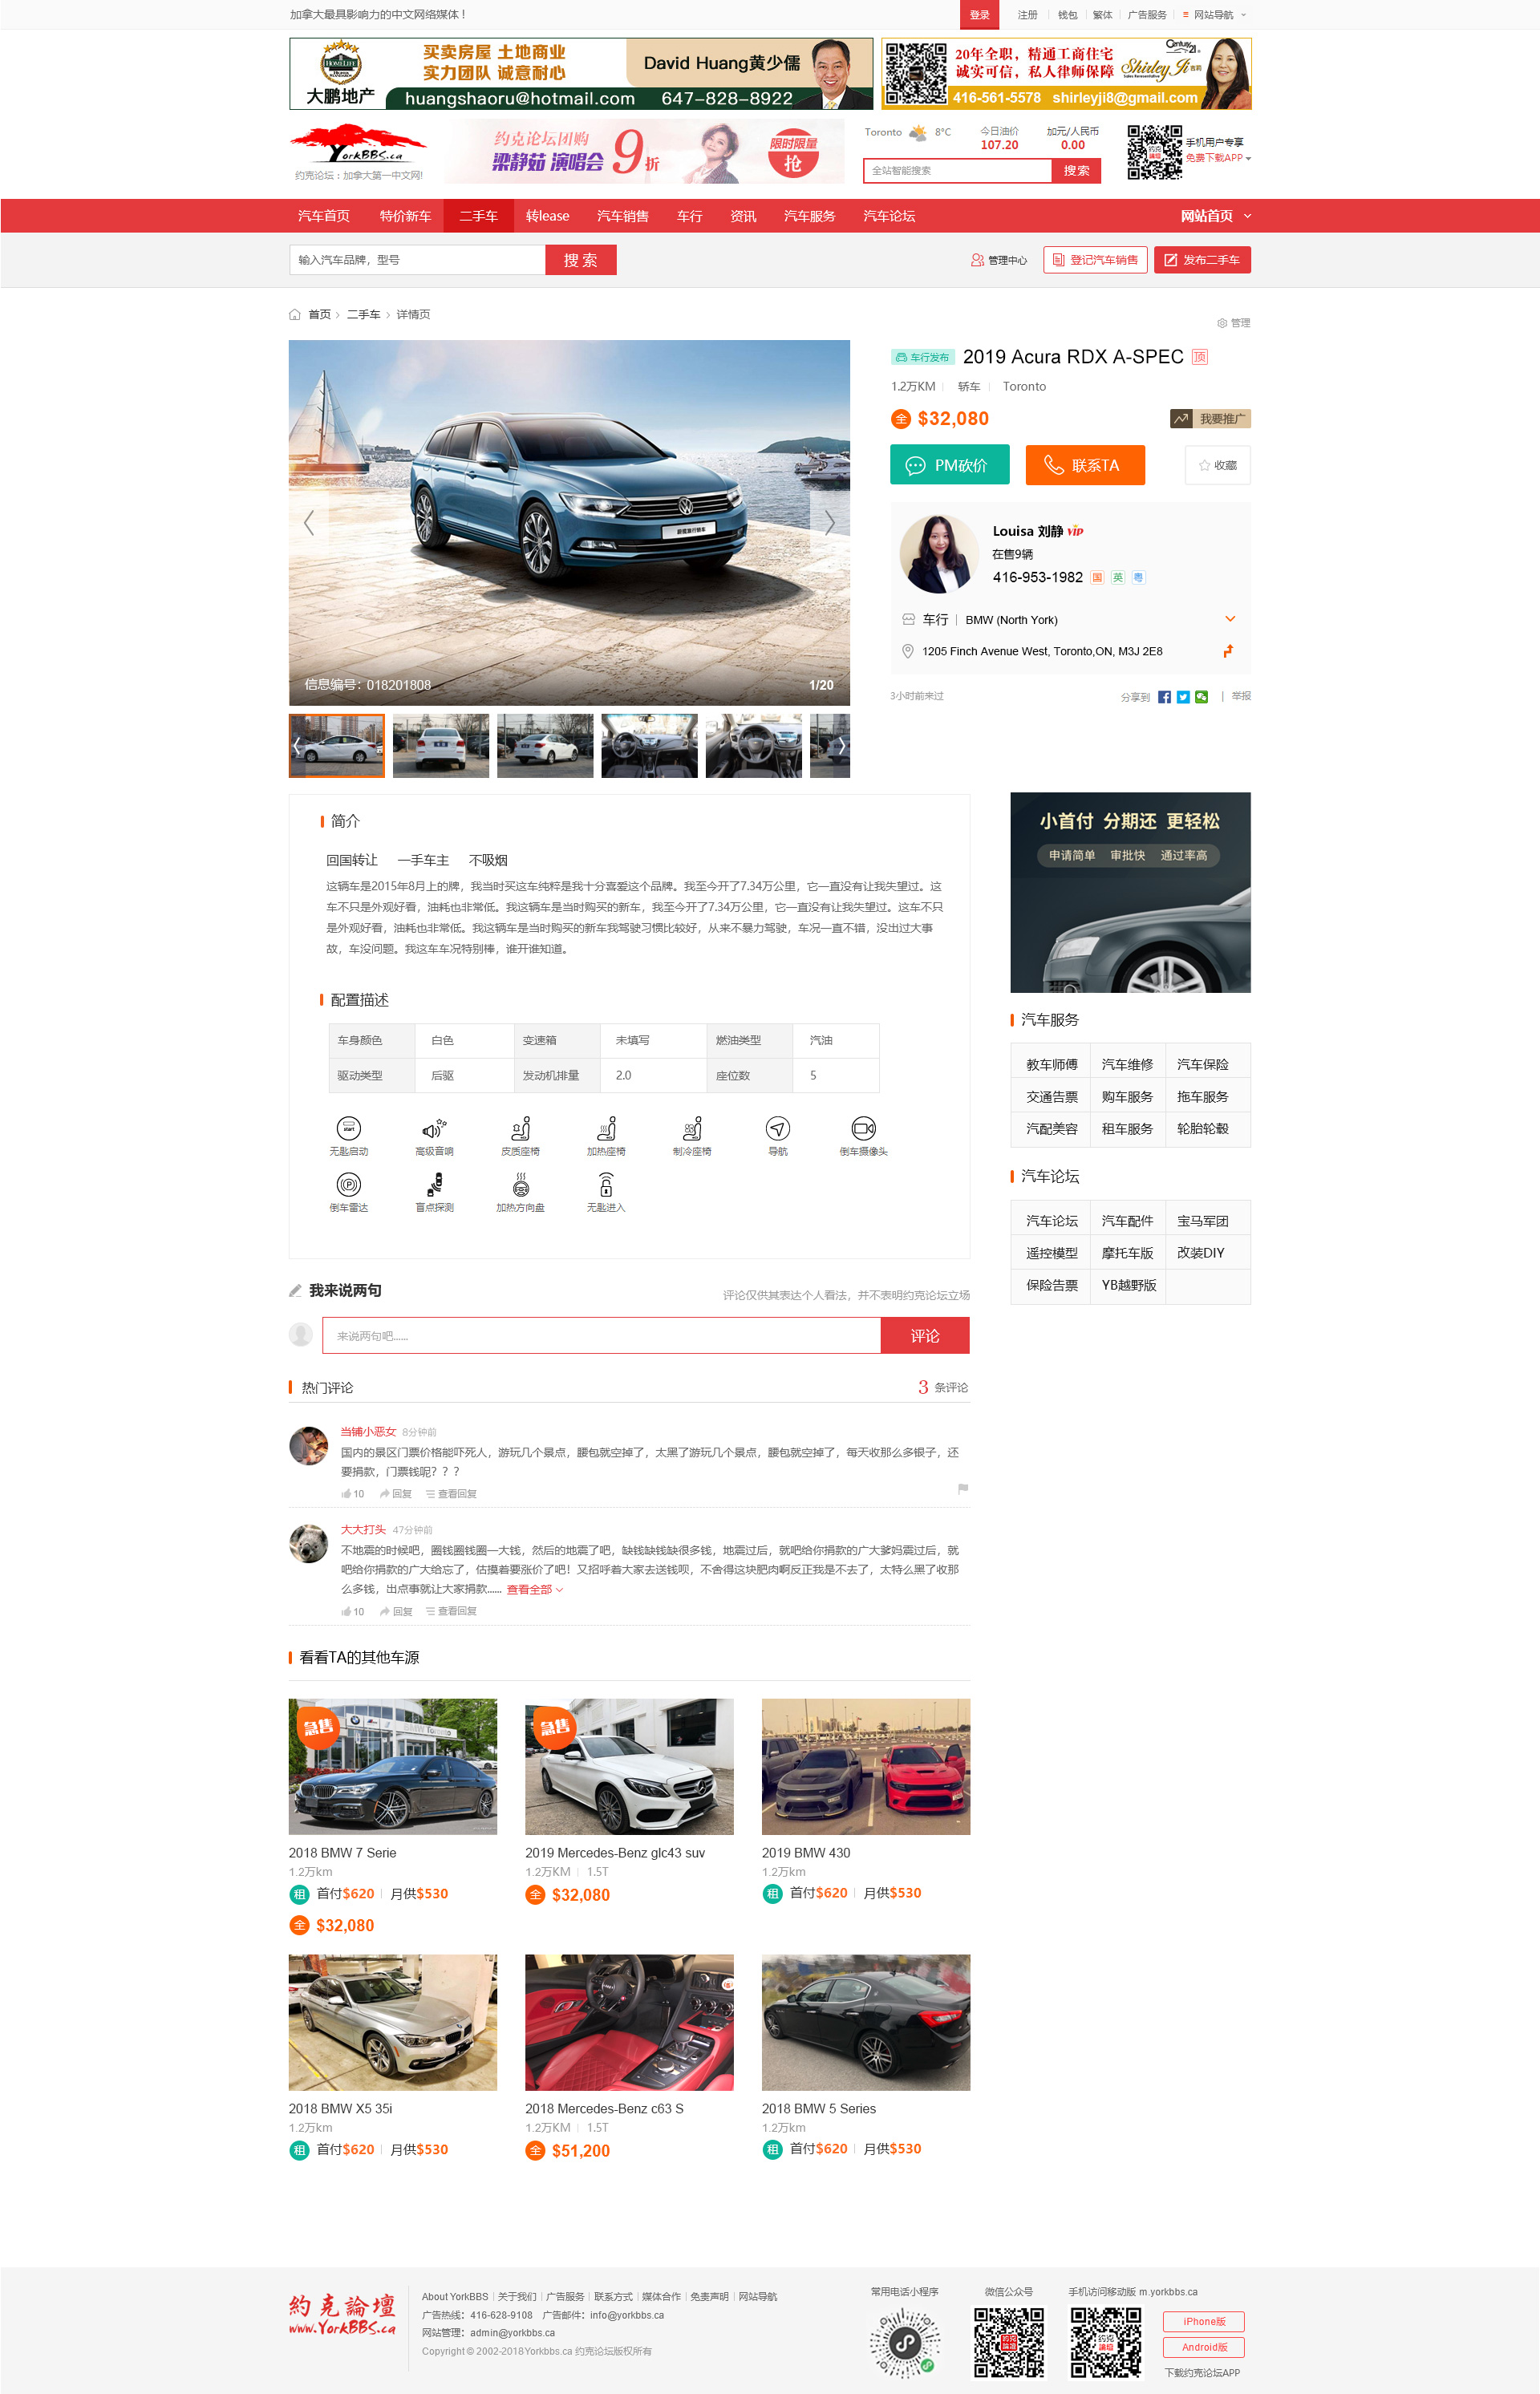 加拿大最具影响力的中文网络媒体！
登录 注册 钱包 繁体 广告服务 网站导航
HOMELIFE
大鹏地产
买卖房屋 土地商业
实力团队 诚意耐心
David Huang黄少儒
huangshaoru@hotmail.com 647-828-8922
20年全职，精通工商住宅
诚实可信，私人律师保障
Century 21
Sales Representative
Shirley Ji 吉莉
416-561-5578 shirleyji8@gmail.com
YorkBBS.ca
约克论坛：加拿大第一中文网!
约克论坛团购
梁静茹 演唱会
9折
限时限量
抢
Toronto 8°C
今日油价
107.20
加元/人民币
0.00
全站智能搜索 搜索
手机用户专享
免费下载APP
汽车首页 特价新车 二手车 转lease 汽车销售 车行 资讯 汽车服务 汽车论坛 网站首页
输入汽车品牌，型号 搜 索 管理中心 登记汽车销售 发布二手车
首页 二手车 详情页
管理
信息编号：018201808 1/20
车行发布 2019 Acura RDX A-SPEC 顶
1.2万KM 轿车 Toronto
全 $32,080 我要推广
PM砍价 联系TA 收藏
Louisa 刘静 VIP
在售9辆
416-953-1982 国 英 粤
车行 BMW (North York)
1205 Finch Avenue West, Toronto,ON, M3J 2E8
3小时前来过 分享到 举报
简介
回国转让 一手车主 不吸烟
这辆车是2015年8月上的牌，我当时买这车纯粹是我十分喜爱这个品牌。我至今开了7.34万公里，它一直没有让我失望过。这
车不只是外观好看，油耗也非常低。我这辆车是当时购买的新车，我至今开了7.34万公里，它一直没有让我失望过。这车不只
是外观好看，油耗也非常低。我这辆车是当时购买的新车我驾驶习惯比较好，从来不暴力驾驶，车况一直不错，没出过大事
故，车没问题。我这车车况特别棒，谁开谁知道。
配置描述
车身颜色 白色 变速箱 未填写 燃油类型 汽油
驱动类型 后驱 发动机排量 2.0 座位数 5
start
无匙启动 高级音响 皮质座椅 加热座椅 制冷座椅 导航 倒车摄像头
倒车雷达 盲点探测 加热方向盘 无匙进入
小首付 分期还 更轻松
申请简单 审批快 通过率高
汽车服务
教车师傅 汽车维修 汽车保险
交通告票 购车服务 拖车服务
汽配美容 租车服务 轮胎轮毂
汽车论坛
汽车论坛 汽车配件 宝马军团
遥控模型 摩托车版 改装DIY
保险告票 YB越野版
我来说两句 评论仅供其表达个人看法，并不表明约克论坛立场
来说两句吧...... 评论
热门评论 3 条评论
当铺小恶女 8分钟前
国内的景区门票价格能吓死人，游玩几个景点，腰包就空掉了，太黑了游玩几个景点，腰包就空掉了，每天收那么多银子，还
要捐款，门票钱呢？？？
10 回复 查看回复
大大打头 47分钟前
不地震的时候吧，圈钱圈钱圈一大钱，然后的地震了吧，缺钱缺钱缺很多钱，地震过后，就吧给你捐款的广大爹妈震过后，就
吧给你捐款的广大给忘了，估摸着要涨价了吧！又招呼着大家去送钱呗，不舍得这块肥肉啊反正我是不去了，太特么黑了收那
么多钱，出点事就让大家捐款...... 查看全部
10 回复 查看回复
看看TA的其他车源
急售
BMW Toronto
急售
2018 BMW 7 Serie
1.2万km
租 首付$620 月供$530
全 $32,080
2019 Mercedes-Benz glc43 suv
1.2万KM 1.5T
全 $32,080
2019 BMW 430
1.2万km
租 首付$620 月供$530
2018 BMW X5 35i
1.2万km
租 首付$620 月供$530
2018 Mercedes-Benz c63 S
1.2万KM 1.5T
全 $51,200
2018 BMW 5 Series
1.2万km
租 首付$620 月供$530
約克論壇
www.YorkBBS.ca
About YorkBBS 关于我们 广告服务 联系方式 媒体合作 免责声明 网站导航
广告热线：416-628-9108 广告邮件：info@yorkbbs.ca
网站管理：admin@yorkbbs.ca
Copyright © 2002-2018Yorkbbs.ca 约克论坛版权所有
常用电话小程序 微信公众号 手机访问移动版 m.yorkbbs.ca
iPhone版
Android版
下载约克论坛APP